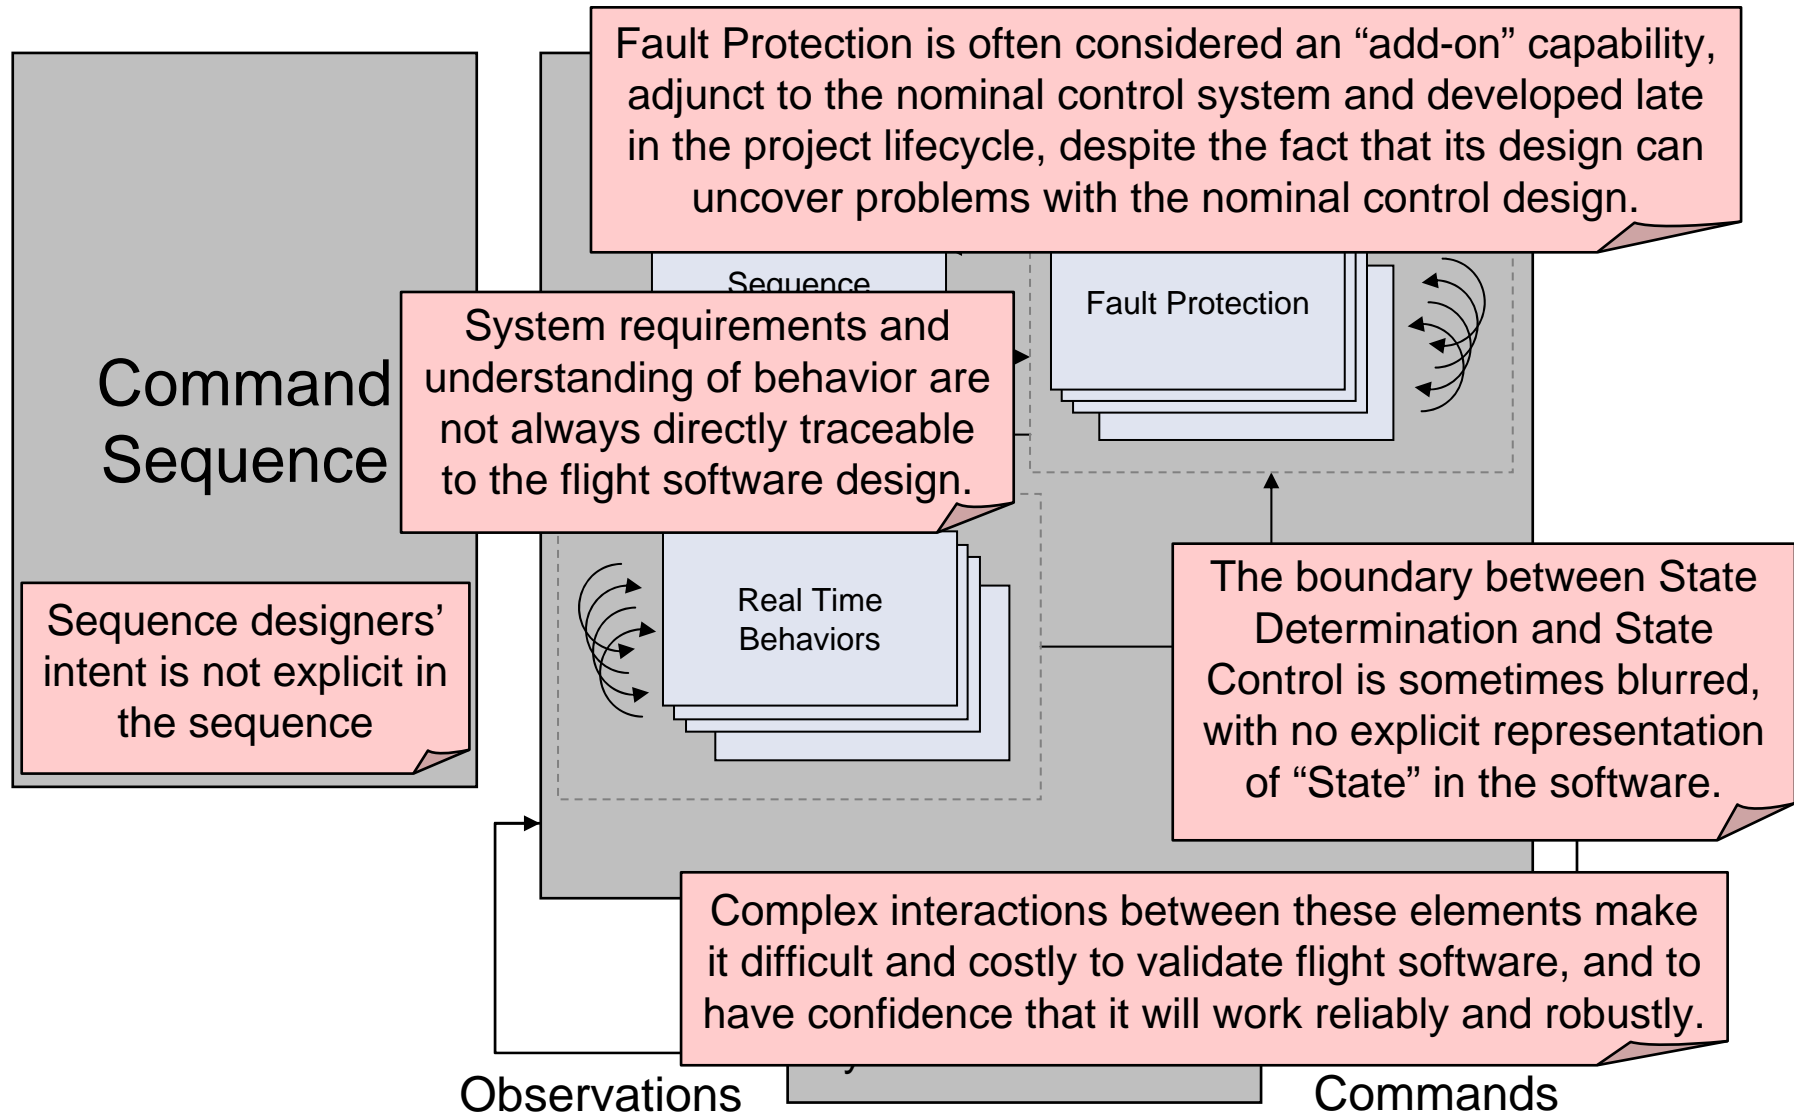 Fault Protection is often considered an “add-on” capability,
adjunct to the nominal control system and developed late
in the project lifecycle, despite the fact that its design can
uncover problems with the nominal control design.
Sequence
Fault Protection
System requirements and
understanding of behavior are
not always directly traceable
to the flight software design.
Command
Sequence
Sequence designers’
intent is not explicit in
the sequence
Real Time
Behaviors
The boundary between State
Determination and State
Control is sometimes blurred,
with no explicit representation
of “State” in the software.
Complex interactions between these elements make
it difficult and costly to validate flight software, and to
have confidence that it will work reliably and robustly.
Observations
Commands